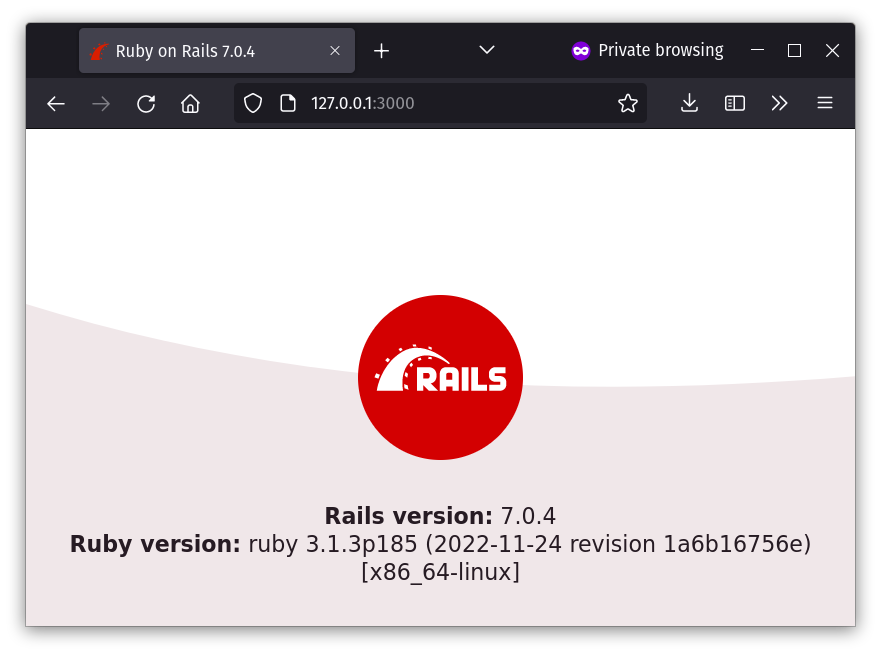 Ruby on Rails 7.0.4
Private browsing
127.0.0.1:3000
RAILS
Rails version: 7.0.4
Ruby version: ruby 3.1.3p185 (2022-11-24 revision 1a6b16756e)
[x86_64-linux]